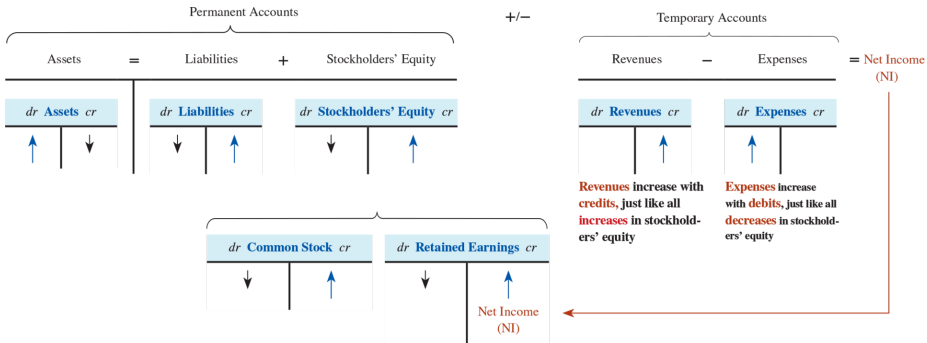 Permanent Accounts
+/−
Temporary Accounts
Assets = Liabilities + Stockholders' Equity
Revenues − Expenses = Net Income
(NI)
dr Assets cr
dr Liabilities cr
dr Stockholders' Equity cr
dr Revenues cr
dr Expenses cr
Revenues increase with
credits, just like all
increases in stockhold-
ers' equity
Expenses increase
with debits, just like all
decreases in stockhold-
ers' equity
dr Common Stock cr
dr Retained Earnings cr
Net Income
(NI)